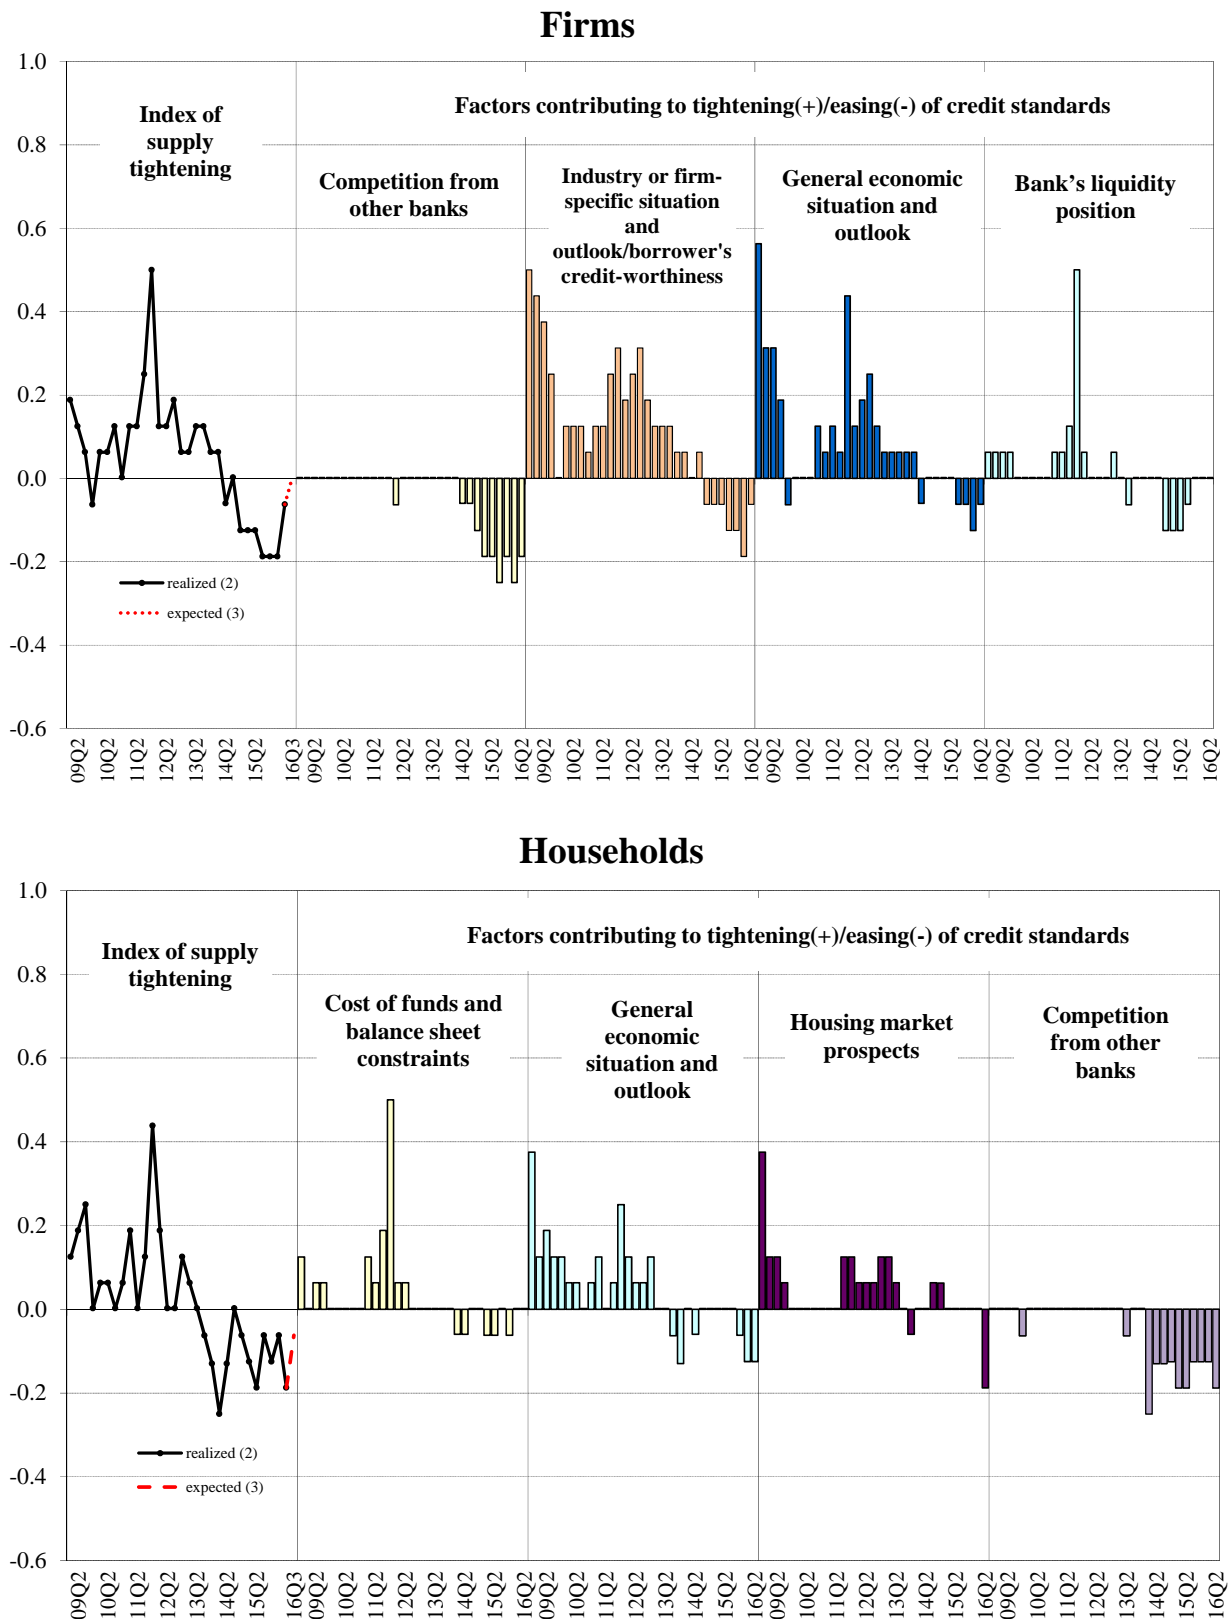 Firms
1.0
0.8
0.6
0.4
0.2
0.0
-0.2
-0.4
-0.6
Index of
supply
tightening
Factors contributing to tightening(+)/easing(-) of credit standards
Competition from
other banks
Industry or firm-
specific situation
and
outlook/borrower's
credit-worthiness
General economic
situation and
outlook
Bank's liquidity
position
realized (2)
expected (3)
09Q2 10Q2 11Q2 12Q2 13Q2 14Q2 15Q2 16Q3 09Q2 10Q2 11Q2 12Q2 13Q2 14Q2 15Q2 16Q2 09Q2 10Q2 11Q2 12Q2 13Q2 14Q2 15Q2 16Q2 09Q2 10Q2 11Q2 12Q2 13Q2 14Q2 15Q2 16Q2 09Q2 10Q2 11Q2 12Q2 13Q2 14Q2 15Q2 16Q2
Households
1.0
0.8
0.6
0.4
0.2
0.0
-0.2
-0.4
-0.6
Index of supply
tightening
Factors contributing to tightening(+)/easing(-) of credit standards
Cost of funds and
balance sheet
constraints
General
economic
situation and
outlook
Housing market
prospects
Competition
from other
banks
realized (2)
expected (3)
09Q2 10Q2 11Q2 12Q2 13Q2 14Q2 15Q2 16Q3 09Q2 10Q2 11Q2 12Q2 13Q2 14Q2 15Q2 16Q2 09Q2 10Q2 11Q2 12Q2 13Q2 14Q2 15Q2 16Q2 09Q2 10Q2 11Q2 12Q2 13Q2 14Q2 15Q2 16Q2 09Q2 10Q2 11Q2 12Q2 13Q2 14Q2 15Q2 16Q2